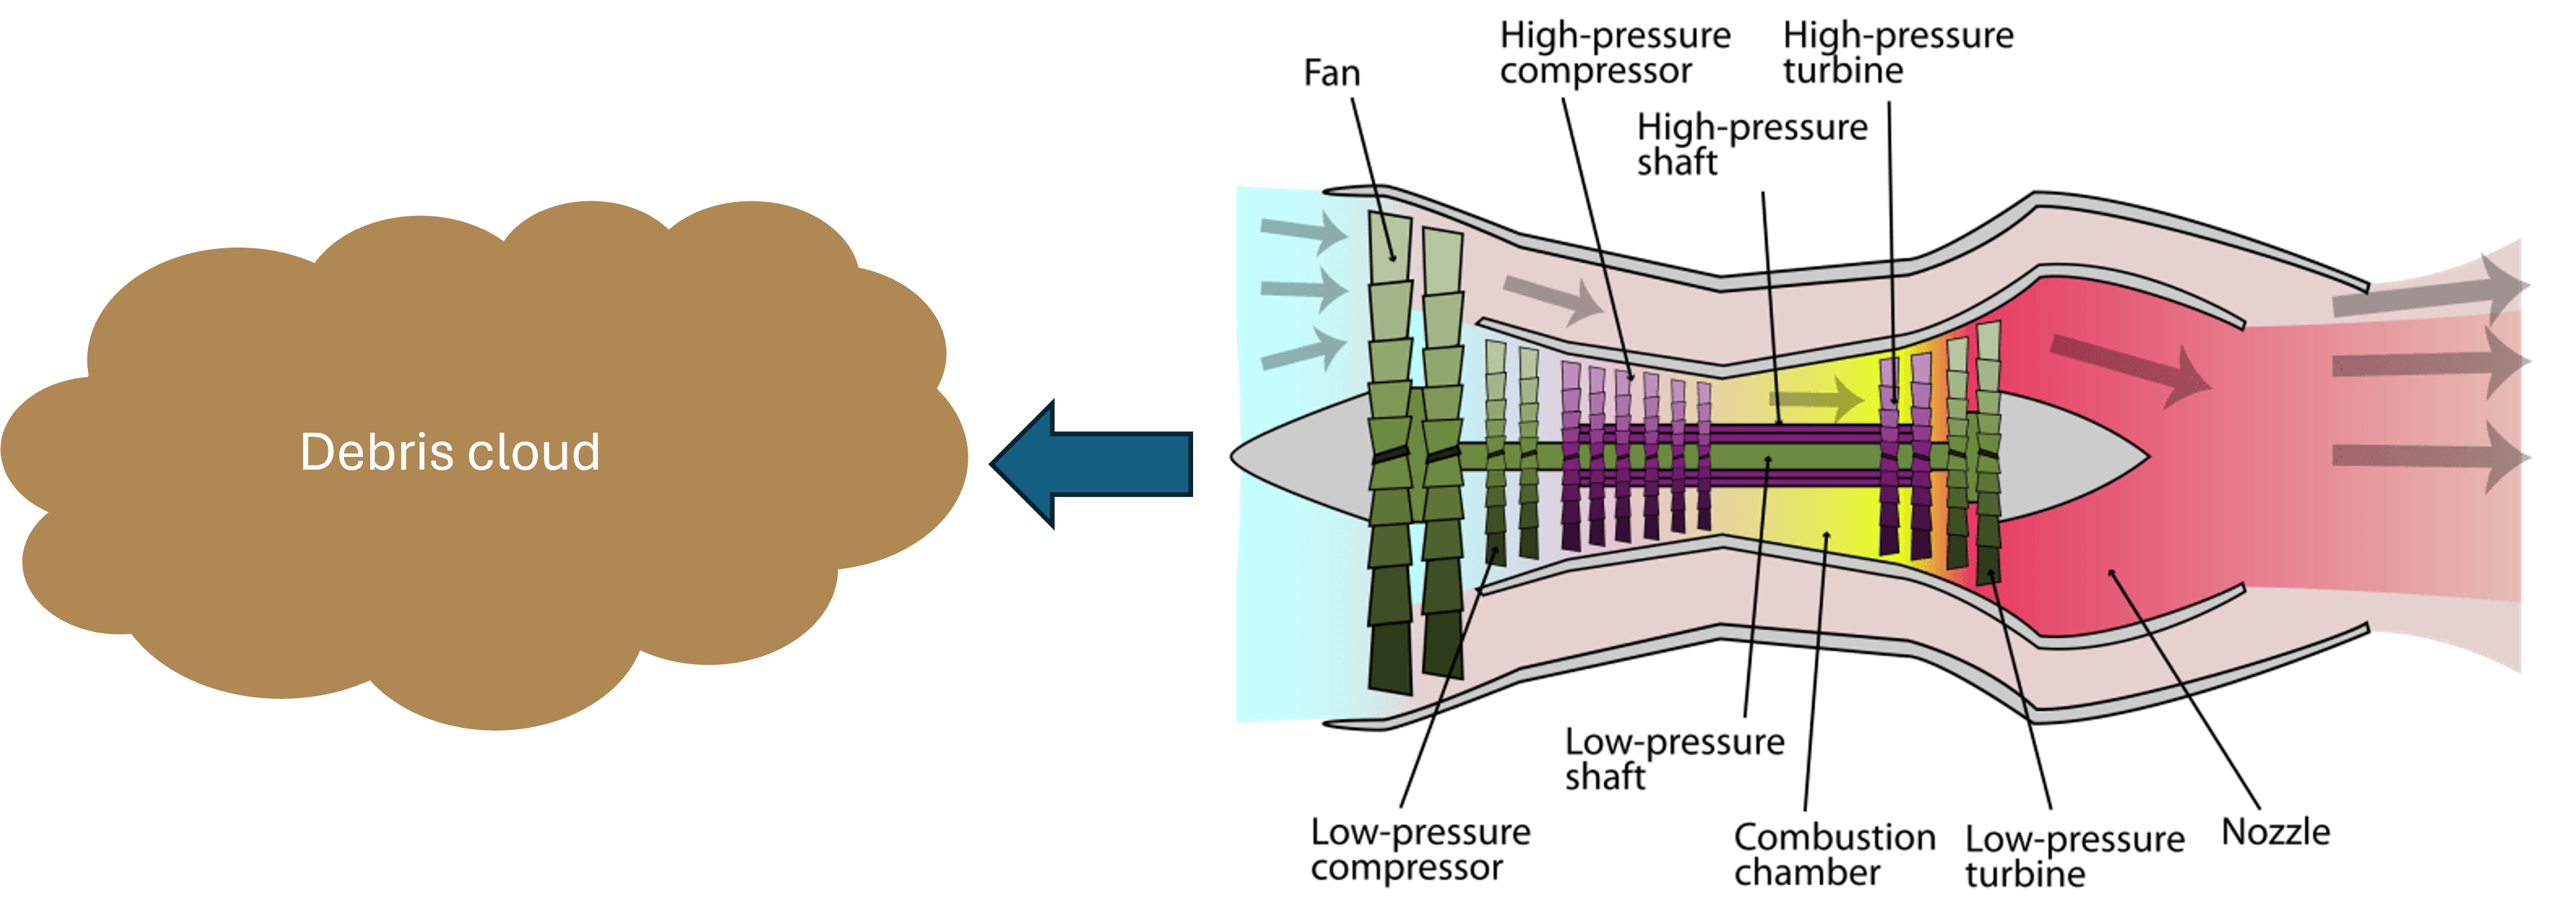 Fan
High-pressure
compressor
High-pressure
turbine
High-pressure
shaft
Debris cloud
Low-pressure
shaft
Low-pressure
compressor
Combustion
chamber
Low-pressure
turbine
Nozzle